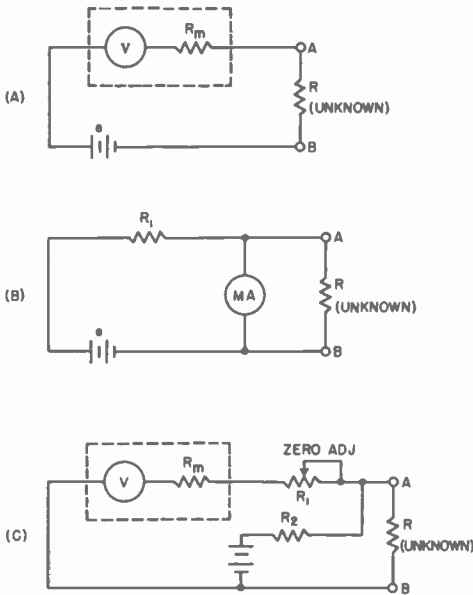 (A)
V
Rm
A
R
(UNKNOWN)
B
e
(B)
R1
MA
A
R
(UNKNOWN)
B
e
(C)
V
Rm
ZERO ADJ
R1
R2
A
R
(UNKNOWN)
B